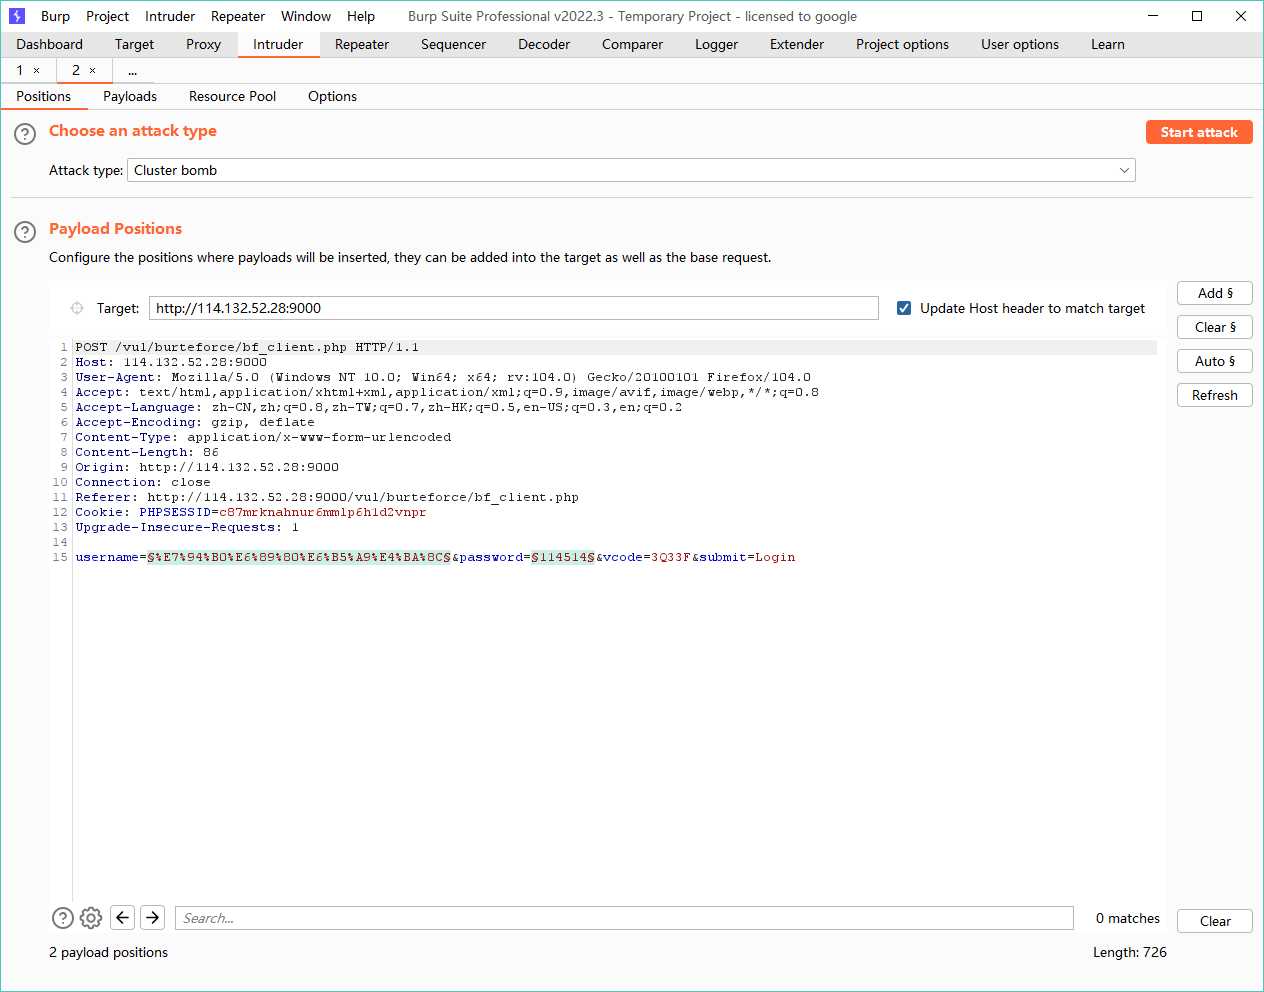 Burp Project Intruder Repeater Window Help Burp Suite Professional v2022.3 - Temporary Project - licensed to google
Dashboard Target Proxy Intruder Repeater Sequencer Decoder Comparer Logger Extender Project options User options Learn
1 × 2 × ...
Positions Payloads Resource Pool Options
Choose an attack type
Start attack
Attack type: Cluster bomb
Payload Positions
Configure the positions where payloads will be inserted, they can be added into the target as well as the base request.
Add §
Target: http://114.132.52.28:9000 Update Host header to match target
Clear §
Auto §
Refresh
1 POST /vul/burteforce/bf_client.php HTTP/1.1
2 Host: 114.132.52.28:9000
3 User-Agent: Mozilla/5.0 (Windows NT 10.0; Win64; x64; rv:104.0) Gecko/20100101 Firefox/104.0
4 Accept: text/html,application/xhtml+xml,application/xml;q=0.9,image/avif,image/webp,*/*;q=0.8
5 Accept-Language: zh-CN,zh;q=0.8,zh-TW;q=0.7,zh-HK;q=0.5,en-US;q=0.3,en;q=0.2
6 Accept-Encoding: gzip, deflate
7 Content-Type: application/x-www-form-urlencoded
8 Content-Length: 86
9 Origin: http://114.132.52.28:9000
10 Connection: close
11 Referer: http://114.132.52.28:9000/vul/burteforce/bf_client.php
12 Cookie: PHPSESSID=c87mrknahnur6mmlp6h1d2vnpr
13 Upgrade-Insecure-Requests: 1
14
15 username=§%E7%94%B0%E6%89%80%E6%B5%A9%E4%BA%8C§&password=§114514§&vcode=3Q33F&submit=Login
Search... 0 matches
Clear
2 payload positions Length: 726